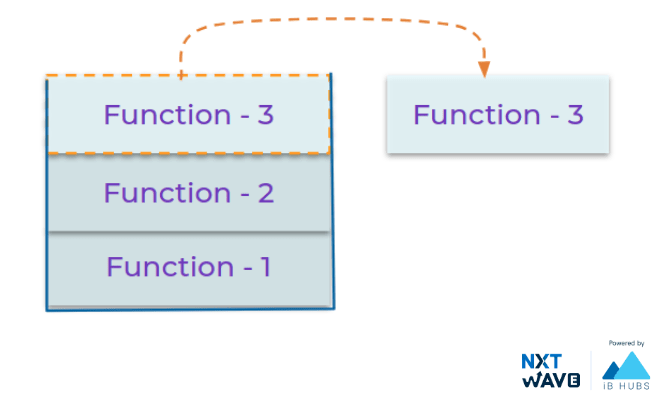 Function - 3
Function - 3
Function - 2
Function - 1
Powered by
NXT
WAVE
iB HUBS